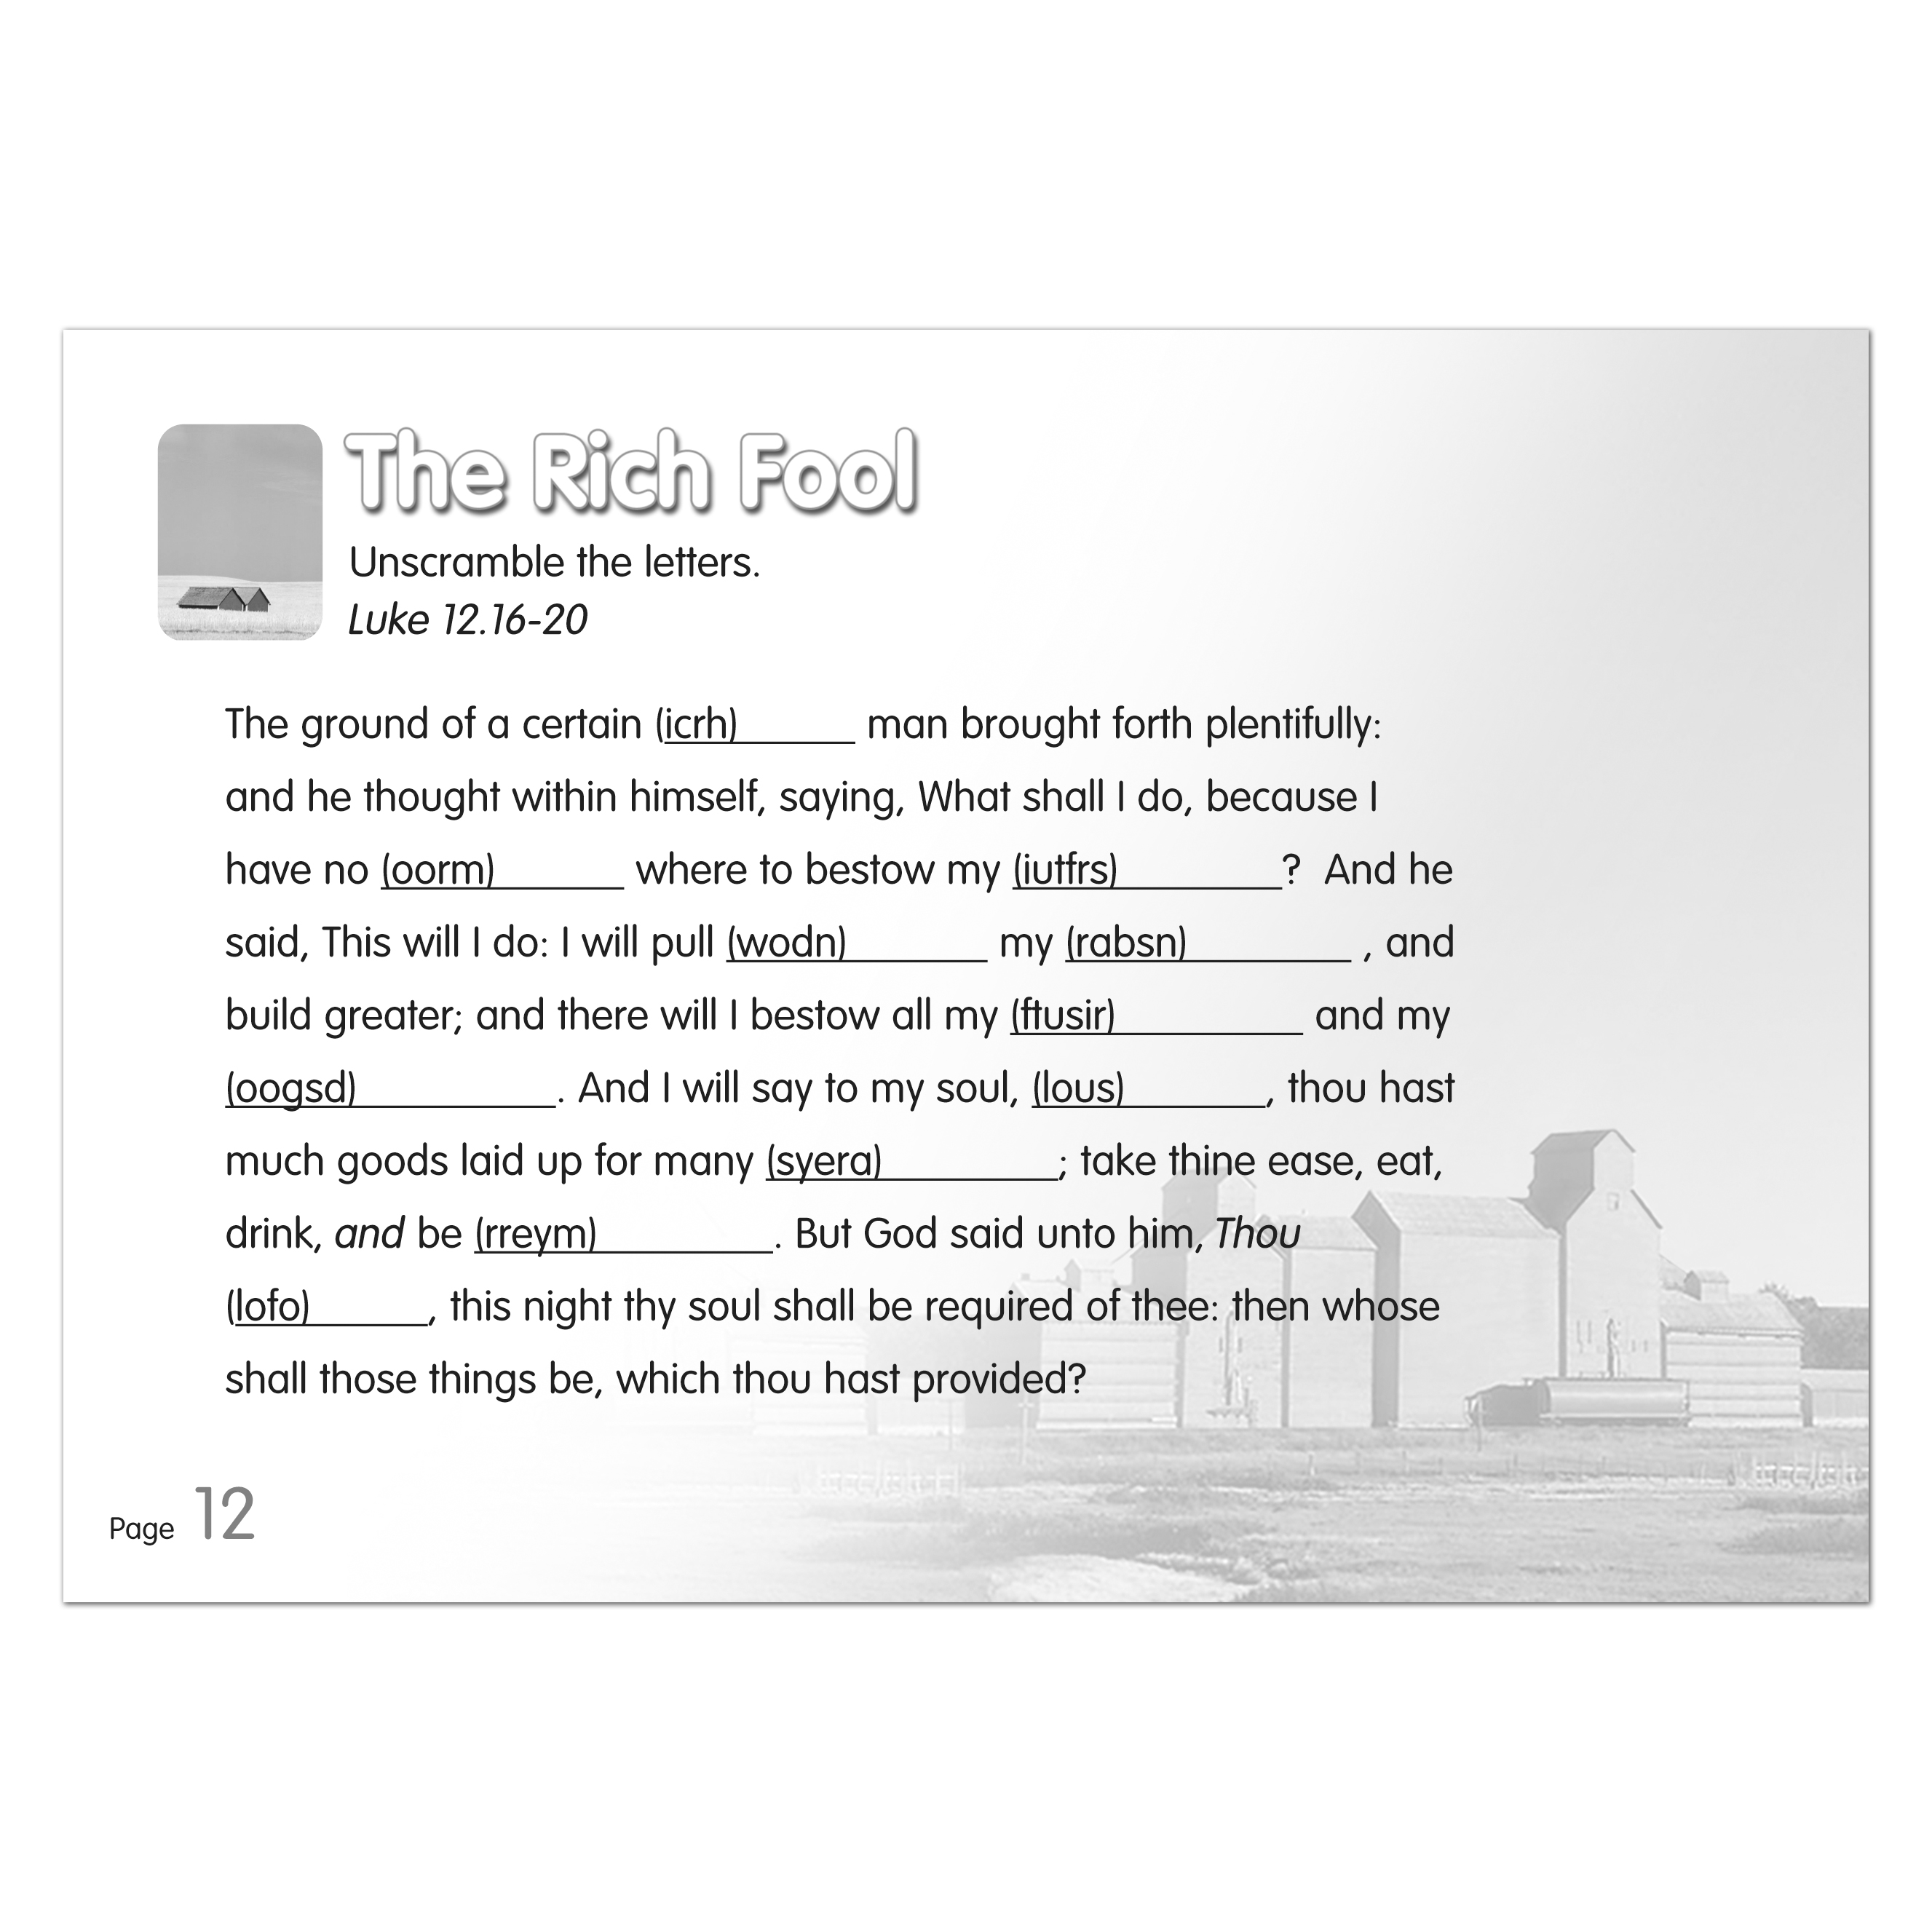 The Rich Fool
Unscramble the letters.
Luke 12.16-20
The ground of a certain (icrh)______ man brought forth plentifully:
and he thought within himself, saying, What shall I do, because I
have no (oorm)______ where to bestow my (iutfrs)________? And he
said, This will I do: I will pull (wodn)_______ my (rabsn)________ , and
build greater; and there will I bestow all my (ftusir)_________ and my
(oogsd)__________. And I will say to my soul, (lous)_______, thou hast
much goods laid up for many (syera)_________; take thine ease, eat,
drink, and be (rreym)_________. But God said unto him, Thou
(lofo)______, this night thy soul shall be required of thee: then whose
shall those things be, which thou hast provided?
Page 12